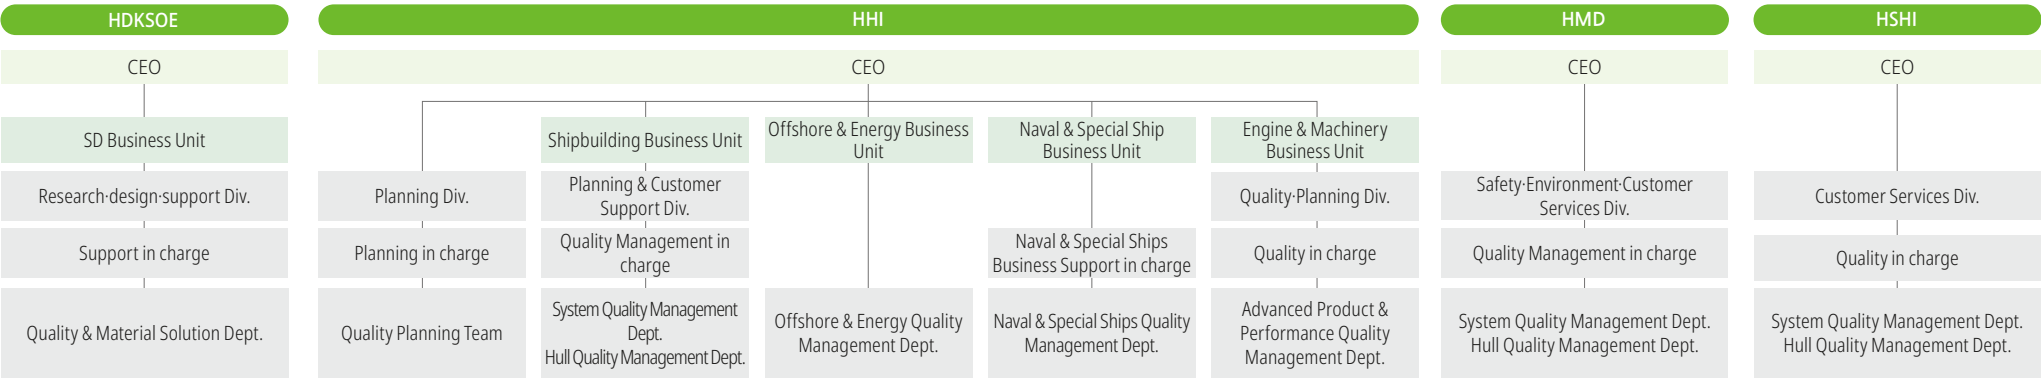 HDKSOE
HHI
HMD
HSHI
CEO
CEO
CEO
CEO
SD Business Unit
Shipbuilding Business Unit
Offshore & Energy Business
Unit
Naval & Special Ship
Business Unit
Engine & Machinery
Business Unit
Research·design·support Div.
Planning Div.
Planning & Customer
Support Div.
Quality·Planning Div.
Safety·Environment·Customer
Services Div.
Customer Services Div.
Support in charge
Planning in charge
Quality Management in
charge
Naval & Special Ships
Business Support in charge
Quality in charge
Quality Management in charge
Quality in charge
Quality & Material Solution Dept.
Quality Planning Team
System Quality Management
Dept.
Hull Quality Management Dept.
Offshore & Energy Quality
Management Dept.
Naval & Special Ships Quality
Management Dept.
Advanced Product &
Performance Quality
Management Dept.
System Quality Management Dept.
Hull Quality Management Dept.
System Quality Management Dept.
Hull Quality Management Dept.